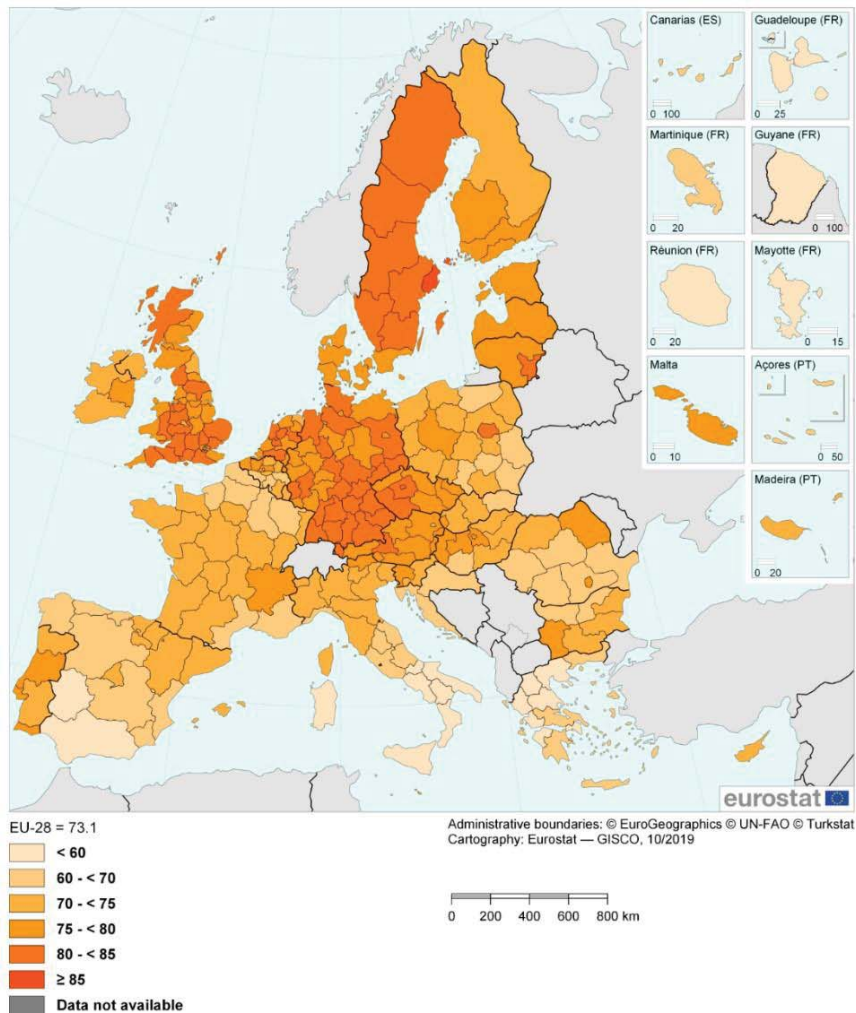 Canarias (ES)
0 100
Guadeloupe (FR)
0 25
Martinique (FR)
0 20
Guyane (FR)
0 100
Réunion (FR)
0 20
Mayotte (FR)
0 15
Malta
0 10
Açores (PT)
0 50
Madeira (PT)
0 20
eurostat
EU-28 = 73.1
Administrative boundaries: © EuroGeographics © UN-FAO © Turkstat
Cartography: Eurostat — GISCO, 10/2019
< 60
60 - < 70
70 - < 75
75 - < 80
80 - < 85
≥ 85
Data not available
0 200 400 600 800 km